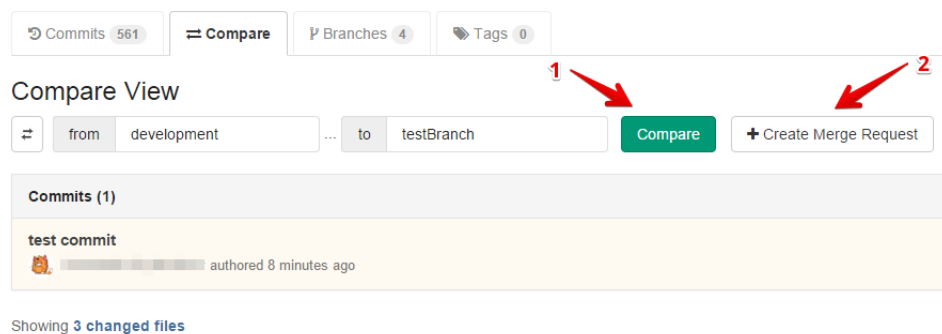 Commits 561 Compare Branches 4 Tags 0
1 2
Compare View
from development ... to testBranch Compare + Create Merge Request
Commits (1)
test commit
authored 8 minutes ago
Showing 3 changed files